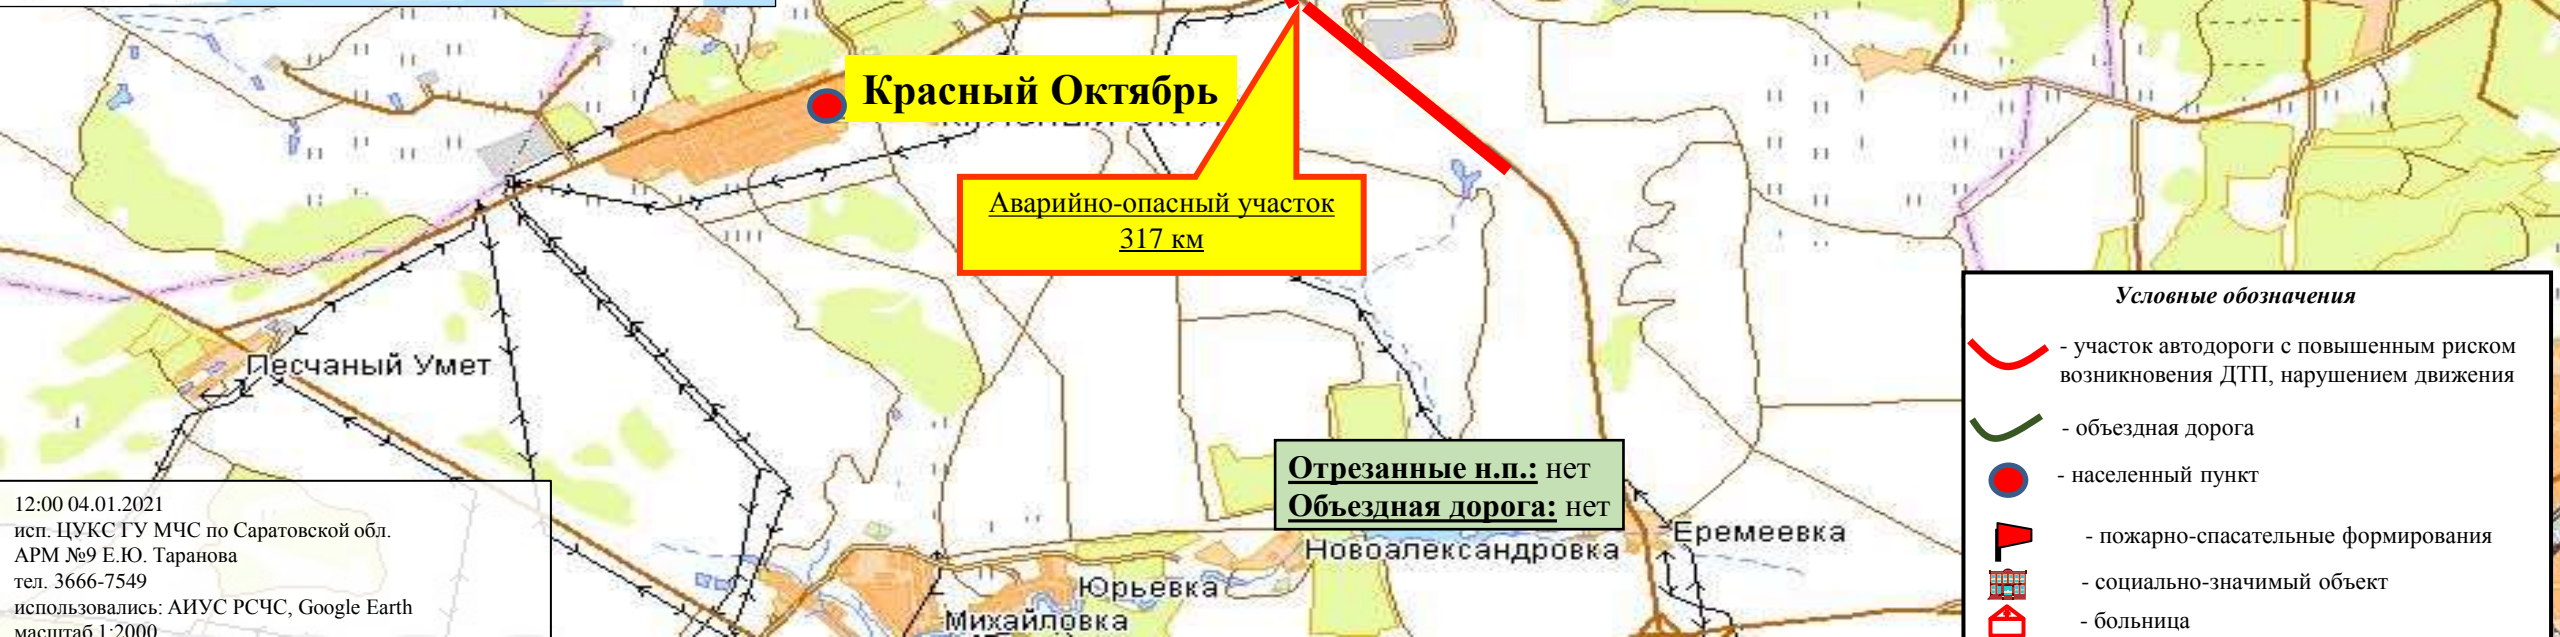 Красный Октябрь
Аварийно-опасный участок
317 км
Песчаный Умет
Отрезанные н.п.: нет
Объездная дорога: нет
Новоалександровка
Еремеевка
Юрьевка
Михайловка
12:00 04.01.2021
исп. ЦУКС ГУ МЧС по Саратовской обл.
АРМ №9 Е.Ю. Таранова
тел. 3666-7549
использовались: АИУС РСЧС, Google Earth
масштаб 1:2000
Условные обозначения
- участок автодороги с повышенным риском
возникновения ДТП, нарушением движения
- объездная дорога
- населенный пункт
- пожарно-спасательные формирования
- социально-значимый объект
- больница